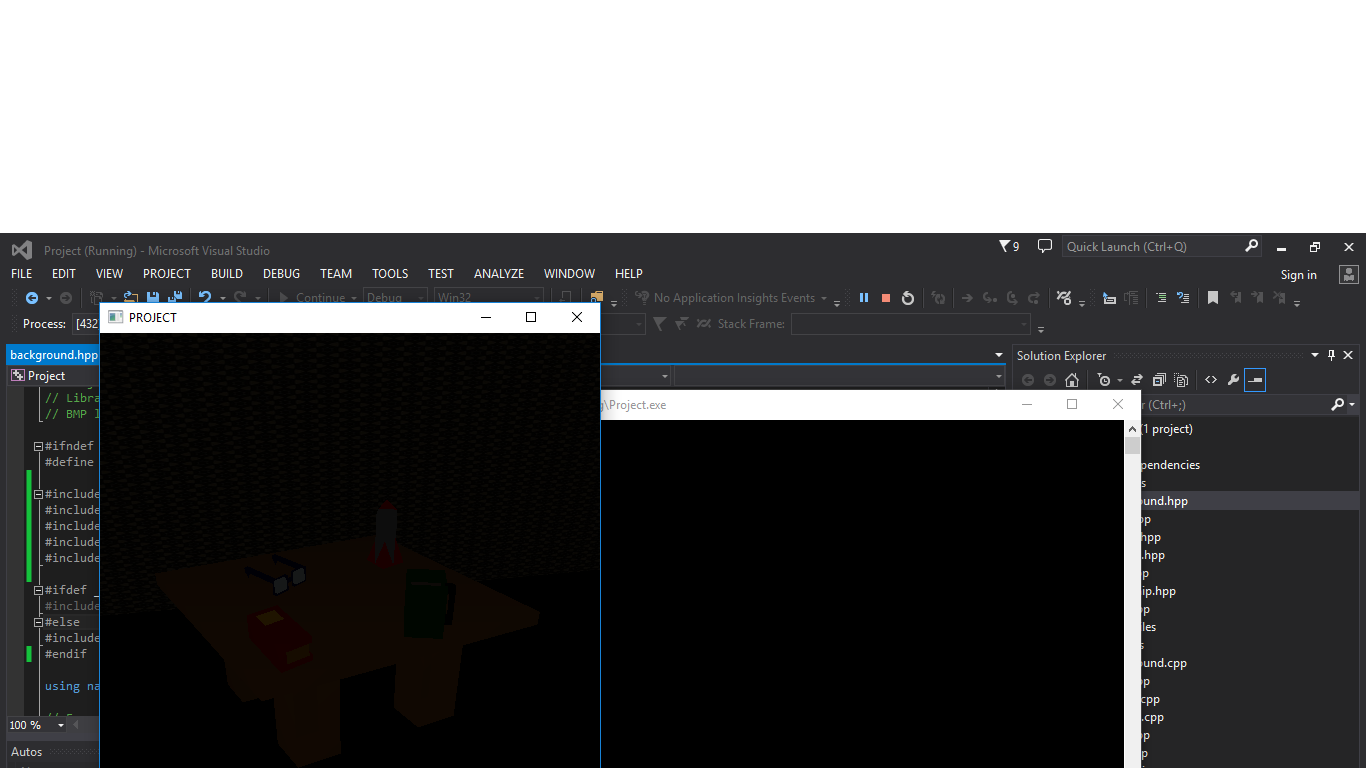 Project (Running) - Microsoft Visual Studio
9
Quick Launch (Ctrl+Q)
FILE EDIT VIEW PROJECT BUILD DEBUG TEAM TOOLS TEST ANALYZE WINDOW HELP
Sign in
Continue Debug Win32 No Application Insights Events
Process: [432 Stack Frame:
PROJECT
background.hpp
Project
// Libra
// BMP l
#ifndef
#define
#include
#include
#include
#include
#include
#ifdef _
#include
#else
#include
#endif
using na
100 %
Autos
\Project.exe
Solution Explorer
(Ctrl+;)
(1 project)
pendencies
s
und.hpp
pp
hpp
.hpp
pp
ip.hpp
pp
les
s
und.cpp
pp
cpp
.cpp
pp
p